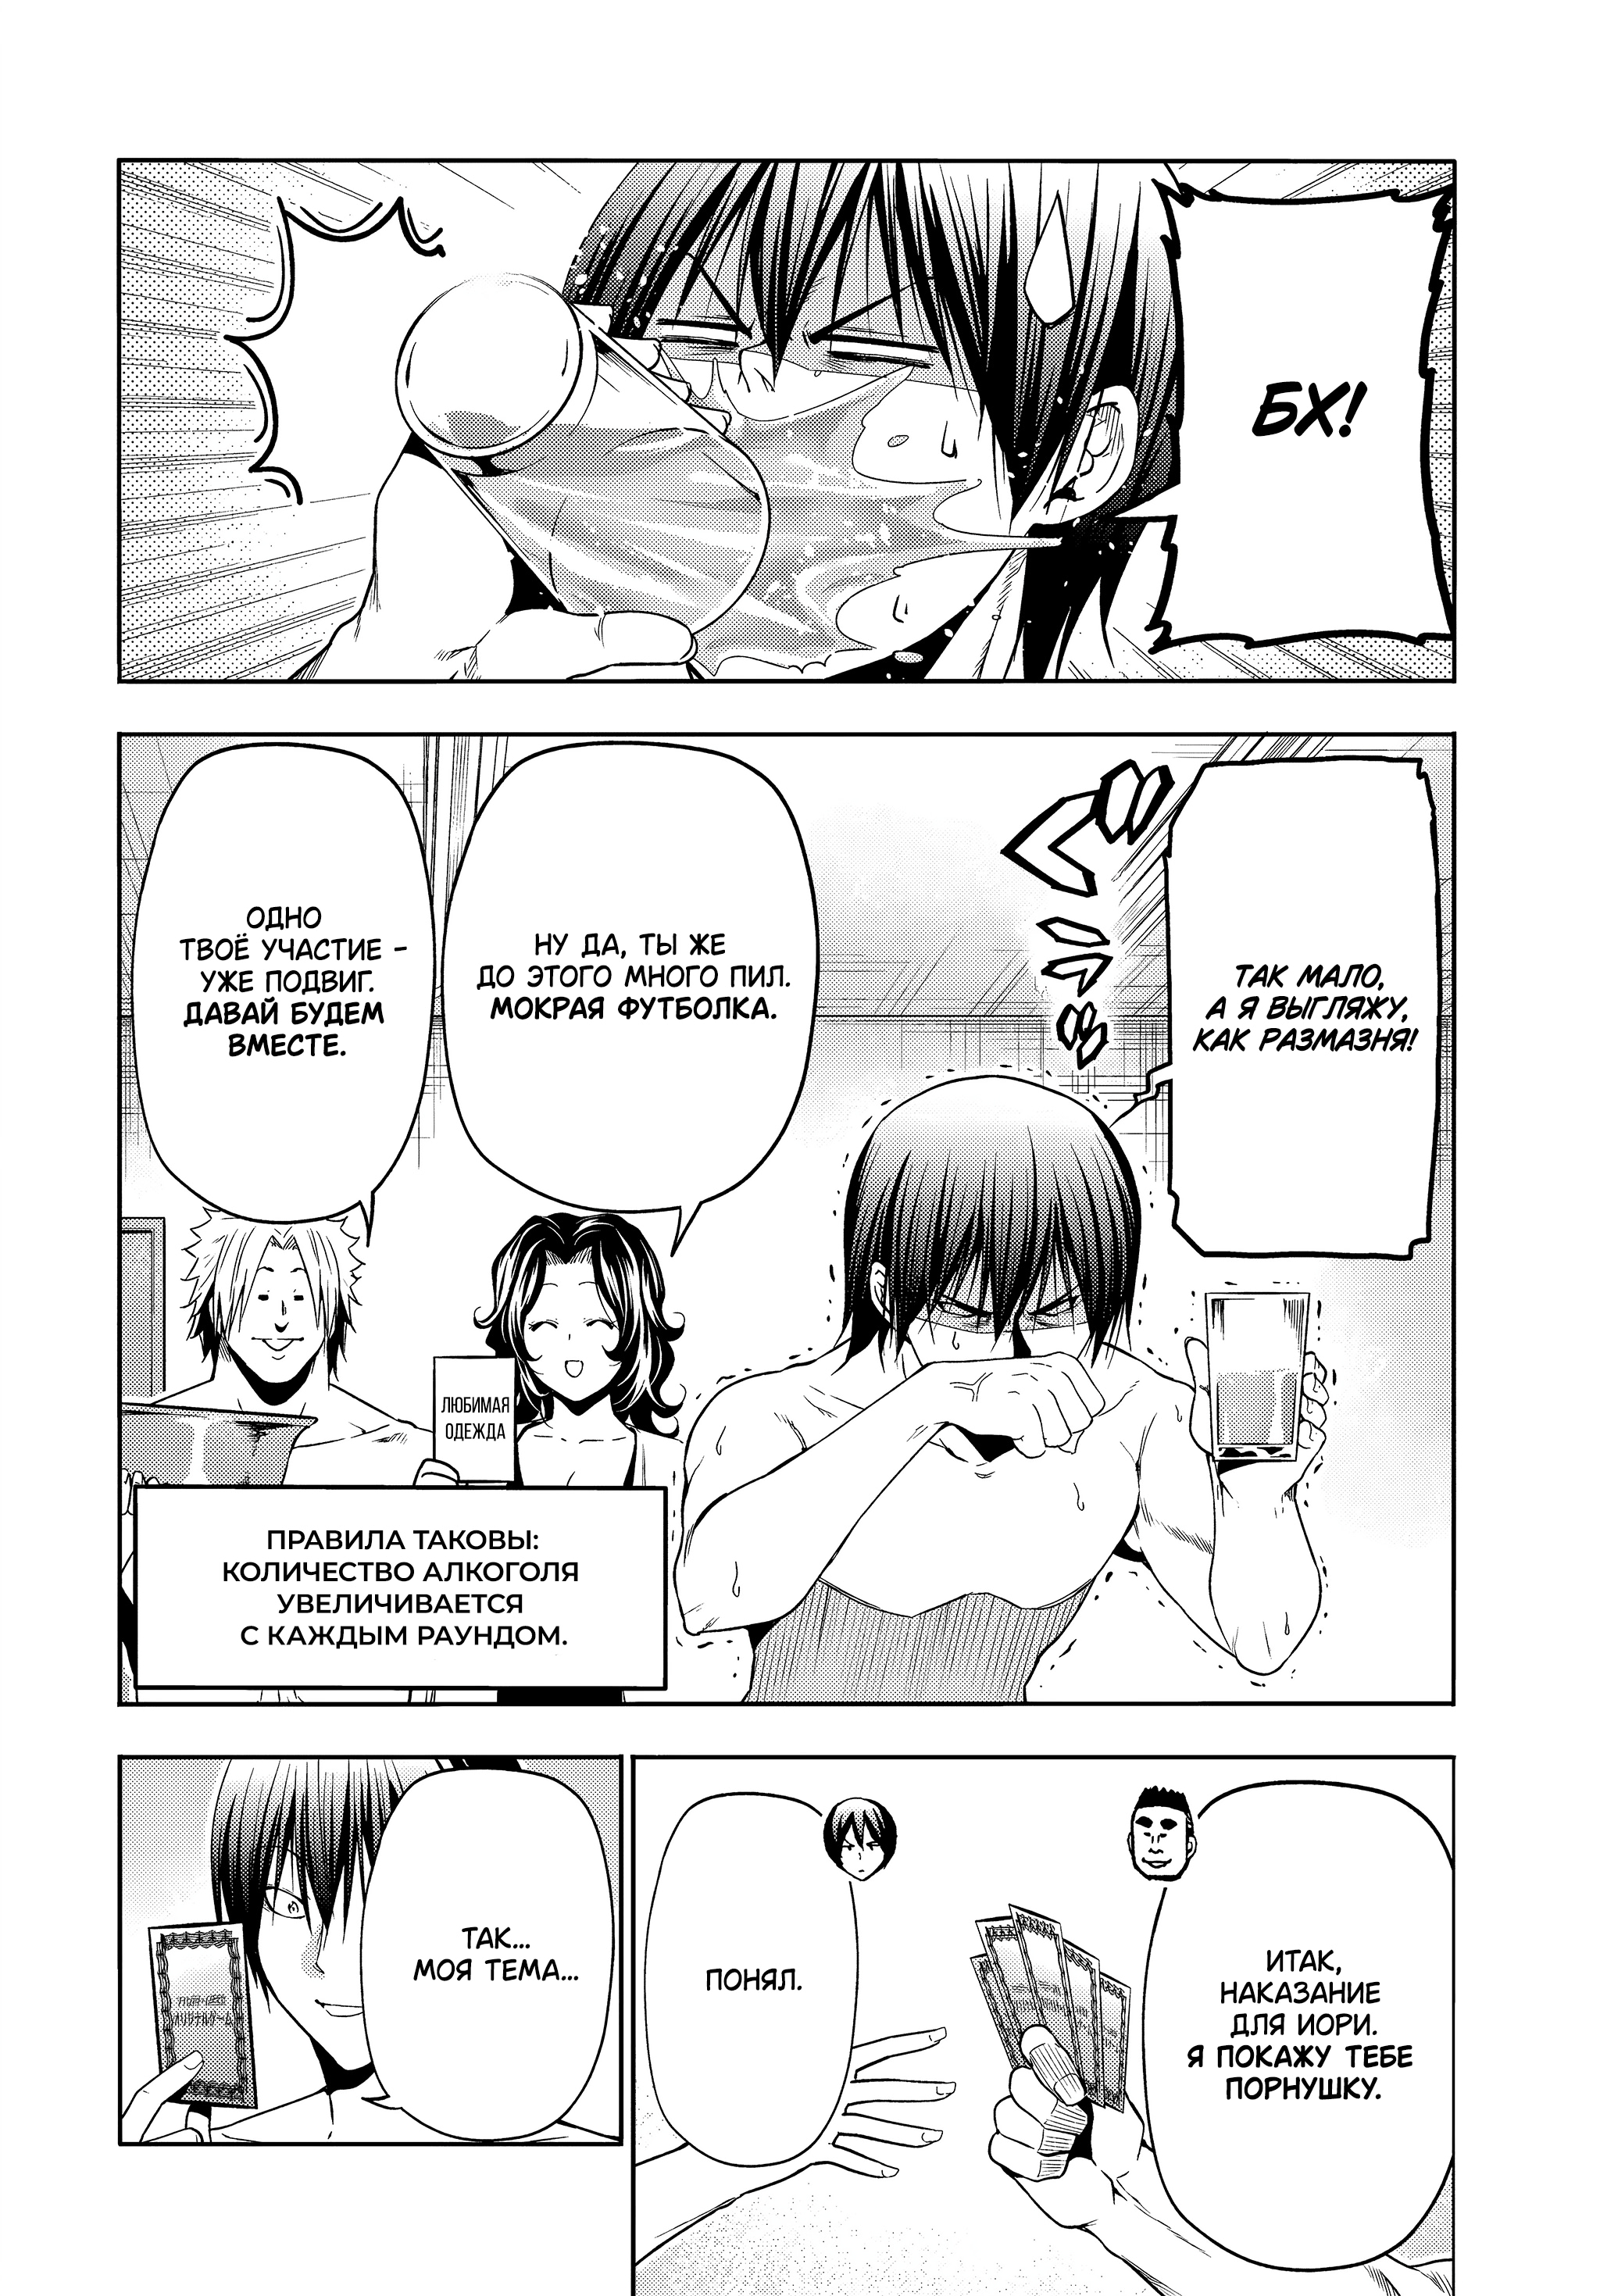 БХ!
ТАК МАЛО,
А Я ВЫГЛЯЖУ,
КАК РАЗМАЗНЯ!
НУ ДА, ТЫ ЖЕ
ДО ЭТОГО МНОГО ПИЛ.
МОКРАЯ ФУТБОЛКА.
ОДНО
ТВОЁ УЧАСТИЕ -
УЖЕ ПОДВИГ.
ДАВАЙ БУДЕМ
ВМЕСТЕ.
ЛЮБИМАЯ
ОДЕЖДА
ПРАВИЛА ТАКОВЫ:
КОЛИЧЕСТВО АЛКОГОЛЯ
УВЕЛИЧИВАЕТСЯ
С КАЖДЫМ РАУНДОМ.
ИТАК,
НАКАЗАНИЕ
ДЛЯ ИОРИ.
Я ПОКАЖУ ТЕБЕ
ПОРНУШКУ.
ПОНЯЛ.
ТАК...
МОЯ ТЕМА...